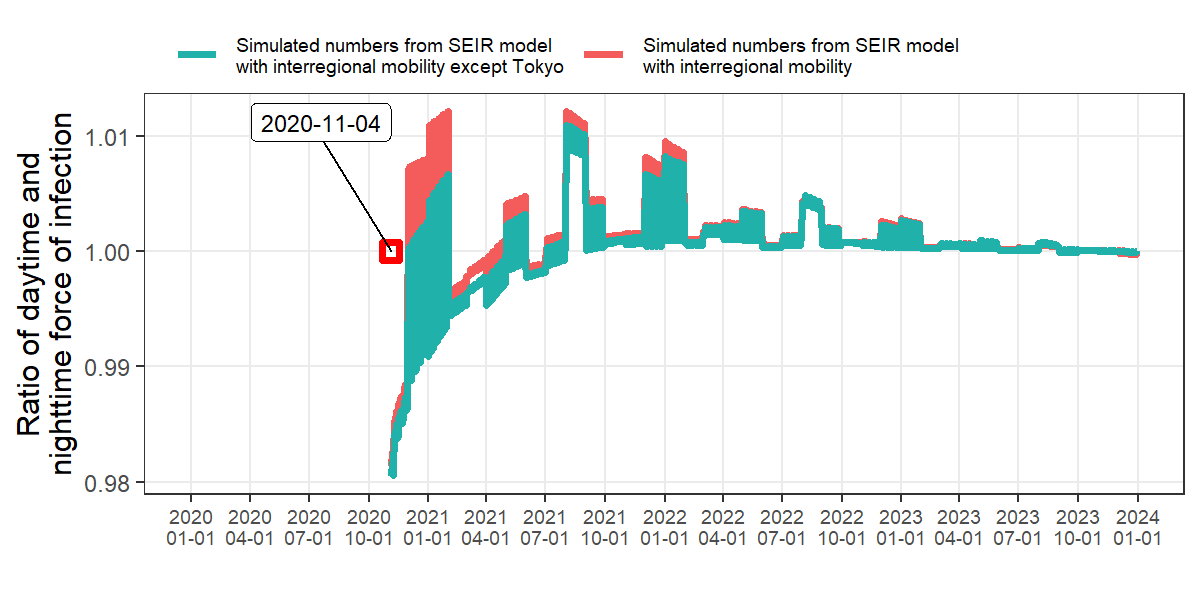 Simulated numbers from SEIR model
with interregional mobility except Tokyo
Simulated numbers from SEIR model
with interregional mobility
2020-11-04
Ratio of daytime and
nighttime force of infection
1.01
1.00
0.99
0.98
2020 2020 2020 2020 2021 2021 2021 2021 2022 2022 2022 2022 2023 2023 2023 2023 2024
01-01 04-01 07-01 10-01 01-01 04-01 07-01 10-01 01-01 04-01 07-01 10-01 01-01 04-01 07-01 10-01 01-01